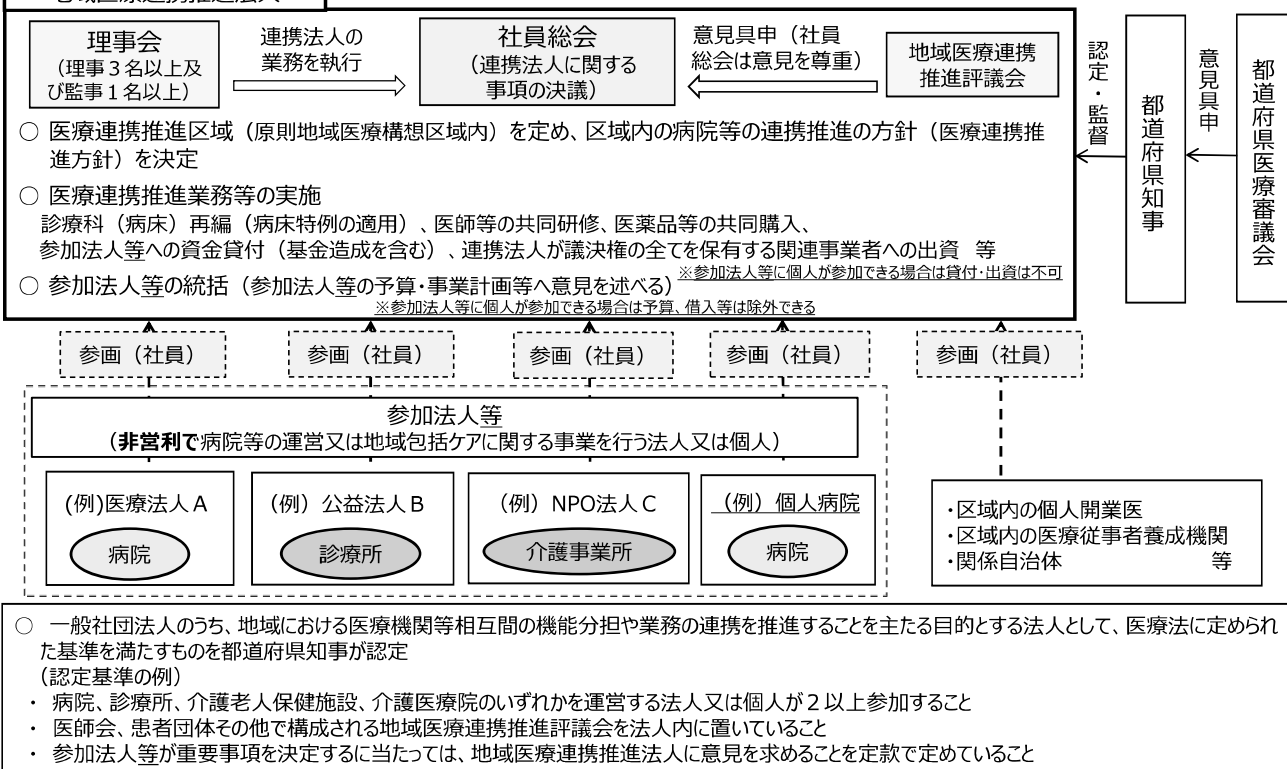 理事会
（理事３名以上及
び監事１名以上）
連携法人の
業務を執行
社員総会
（連携法人に関する
事項の決議）
意見具申（社員
総会は意見を尊重）
地域医療連携
推進評議会
認定・監督
都道府県知事
意見具申
都道府県医療審議会
○ 医療連携推進区域（原則地域医療構想区域内）を定め、区域内の病院等の連携推進の方針（医療連携推
進方針）を決定
○ 医療連携推進業務等の実施
診療科（病床）再編（病床特例の適用）、医師等の共同研修、医薬品等の共同購入、
参加法人等への資金貸付（基金造成を含む）、連携法人が議決権の全てを保有する関連事業者への出資 等
※参加法人等に個人が参加できる場合は貸付・出資は不可
○ 参加法人等の統括（参加法人等の予算・事業計画等へ意見を述べる）
※参加法人等に個人が参加できる場合は予算、借入等は除外できる
参画（社員）
参画（社員）
参画（社員）
参画（社員）
参画（社員）
参加法人等
（非営利で病院等の運営又は地域包括ケアに関する事業を行う法人又は個人）
(例)医療法人Ａ
病院
（例）公益法人Ｂ
診療所
（例）NPO法人Ｃ
介護事業所
（例）個人病院
病院
・区域内の個人開業医
・区域内の医療従事者養成機関
・関係自治体 等
○ 一般社団法人のうち、地域における医療機関等相互間の機能分担や業務の連携を推進することを主たる目的とする法人として、医療法に定められ
た基準を満たすものを都道府県知事が認定
（認定基準の例）
・ 病院、診療所、介護老人保健施設、介護医療院のいずれかを運営する法人又は個人が２以上参加すること
・ 医師会、患者団体その他で構成される地域医療連携推進評議会を法人内に置いていること
・ 参加法人等が重要事項を決定するに当たっては、地域医療連携推進法人に意見を求めることを定款で定めていること